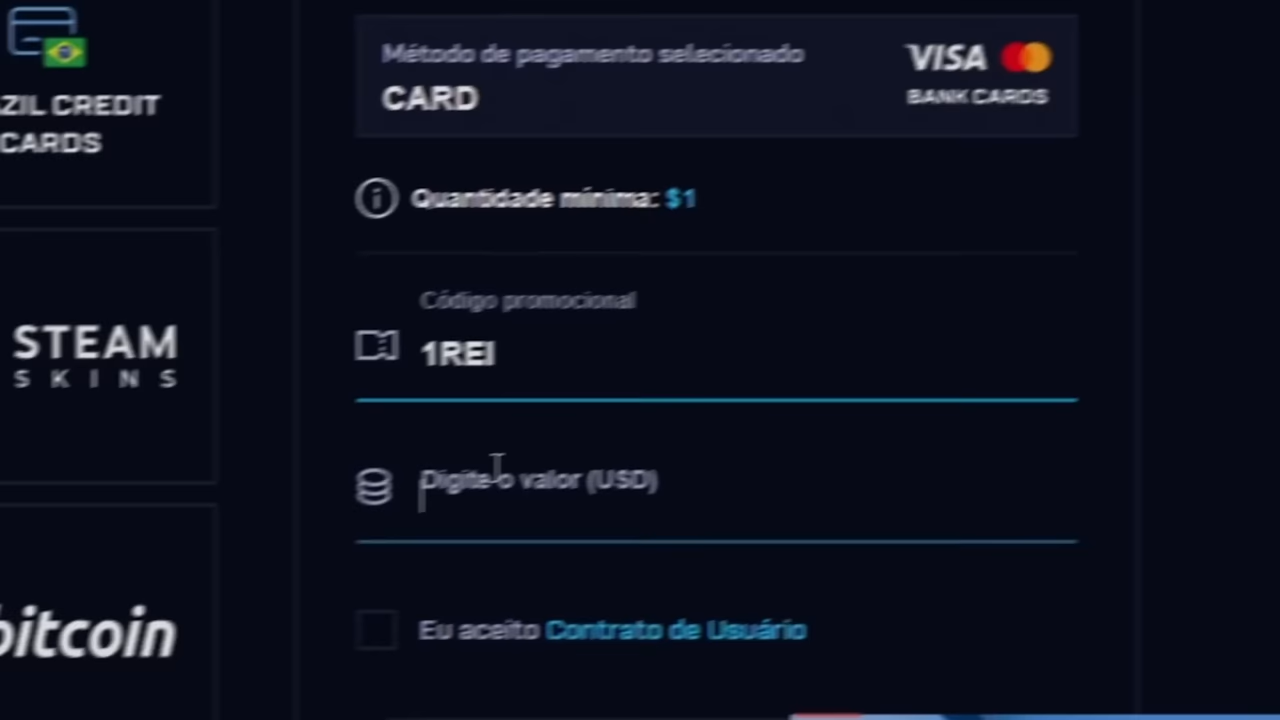 ZIL CREDIT
CARDS
STEAM
SKINS
bitcoin
Método de pagamento selecionado
CARD
VISA
BANK CARDS
Quantidade mínima: $1
Código promocional
1REI
Digite o valor (USD)
Eu aceito Contrato de Usuário